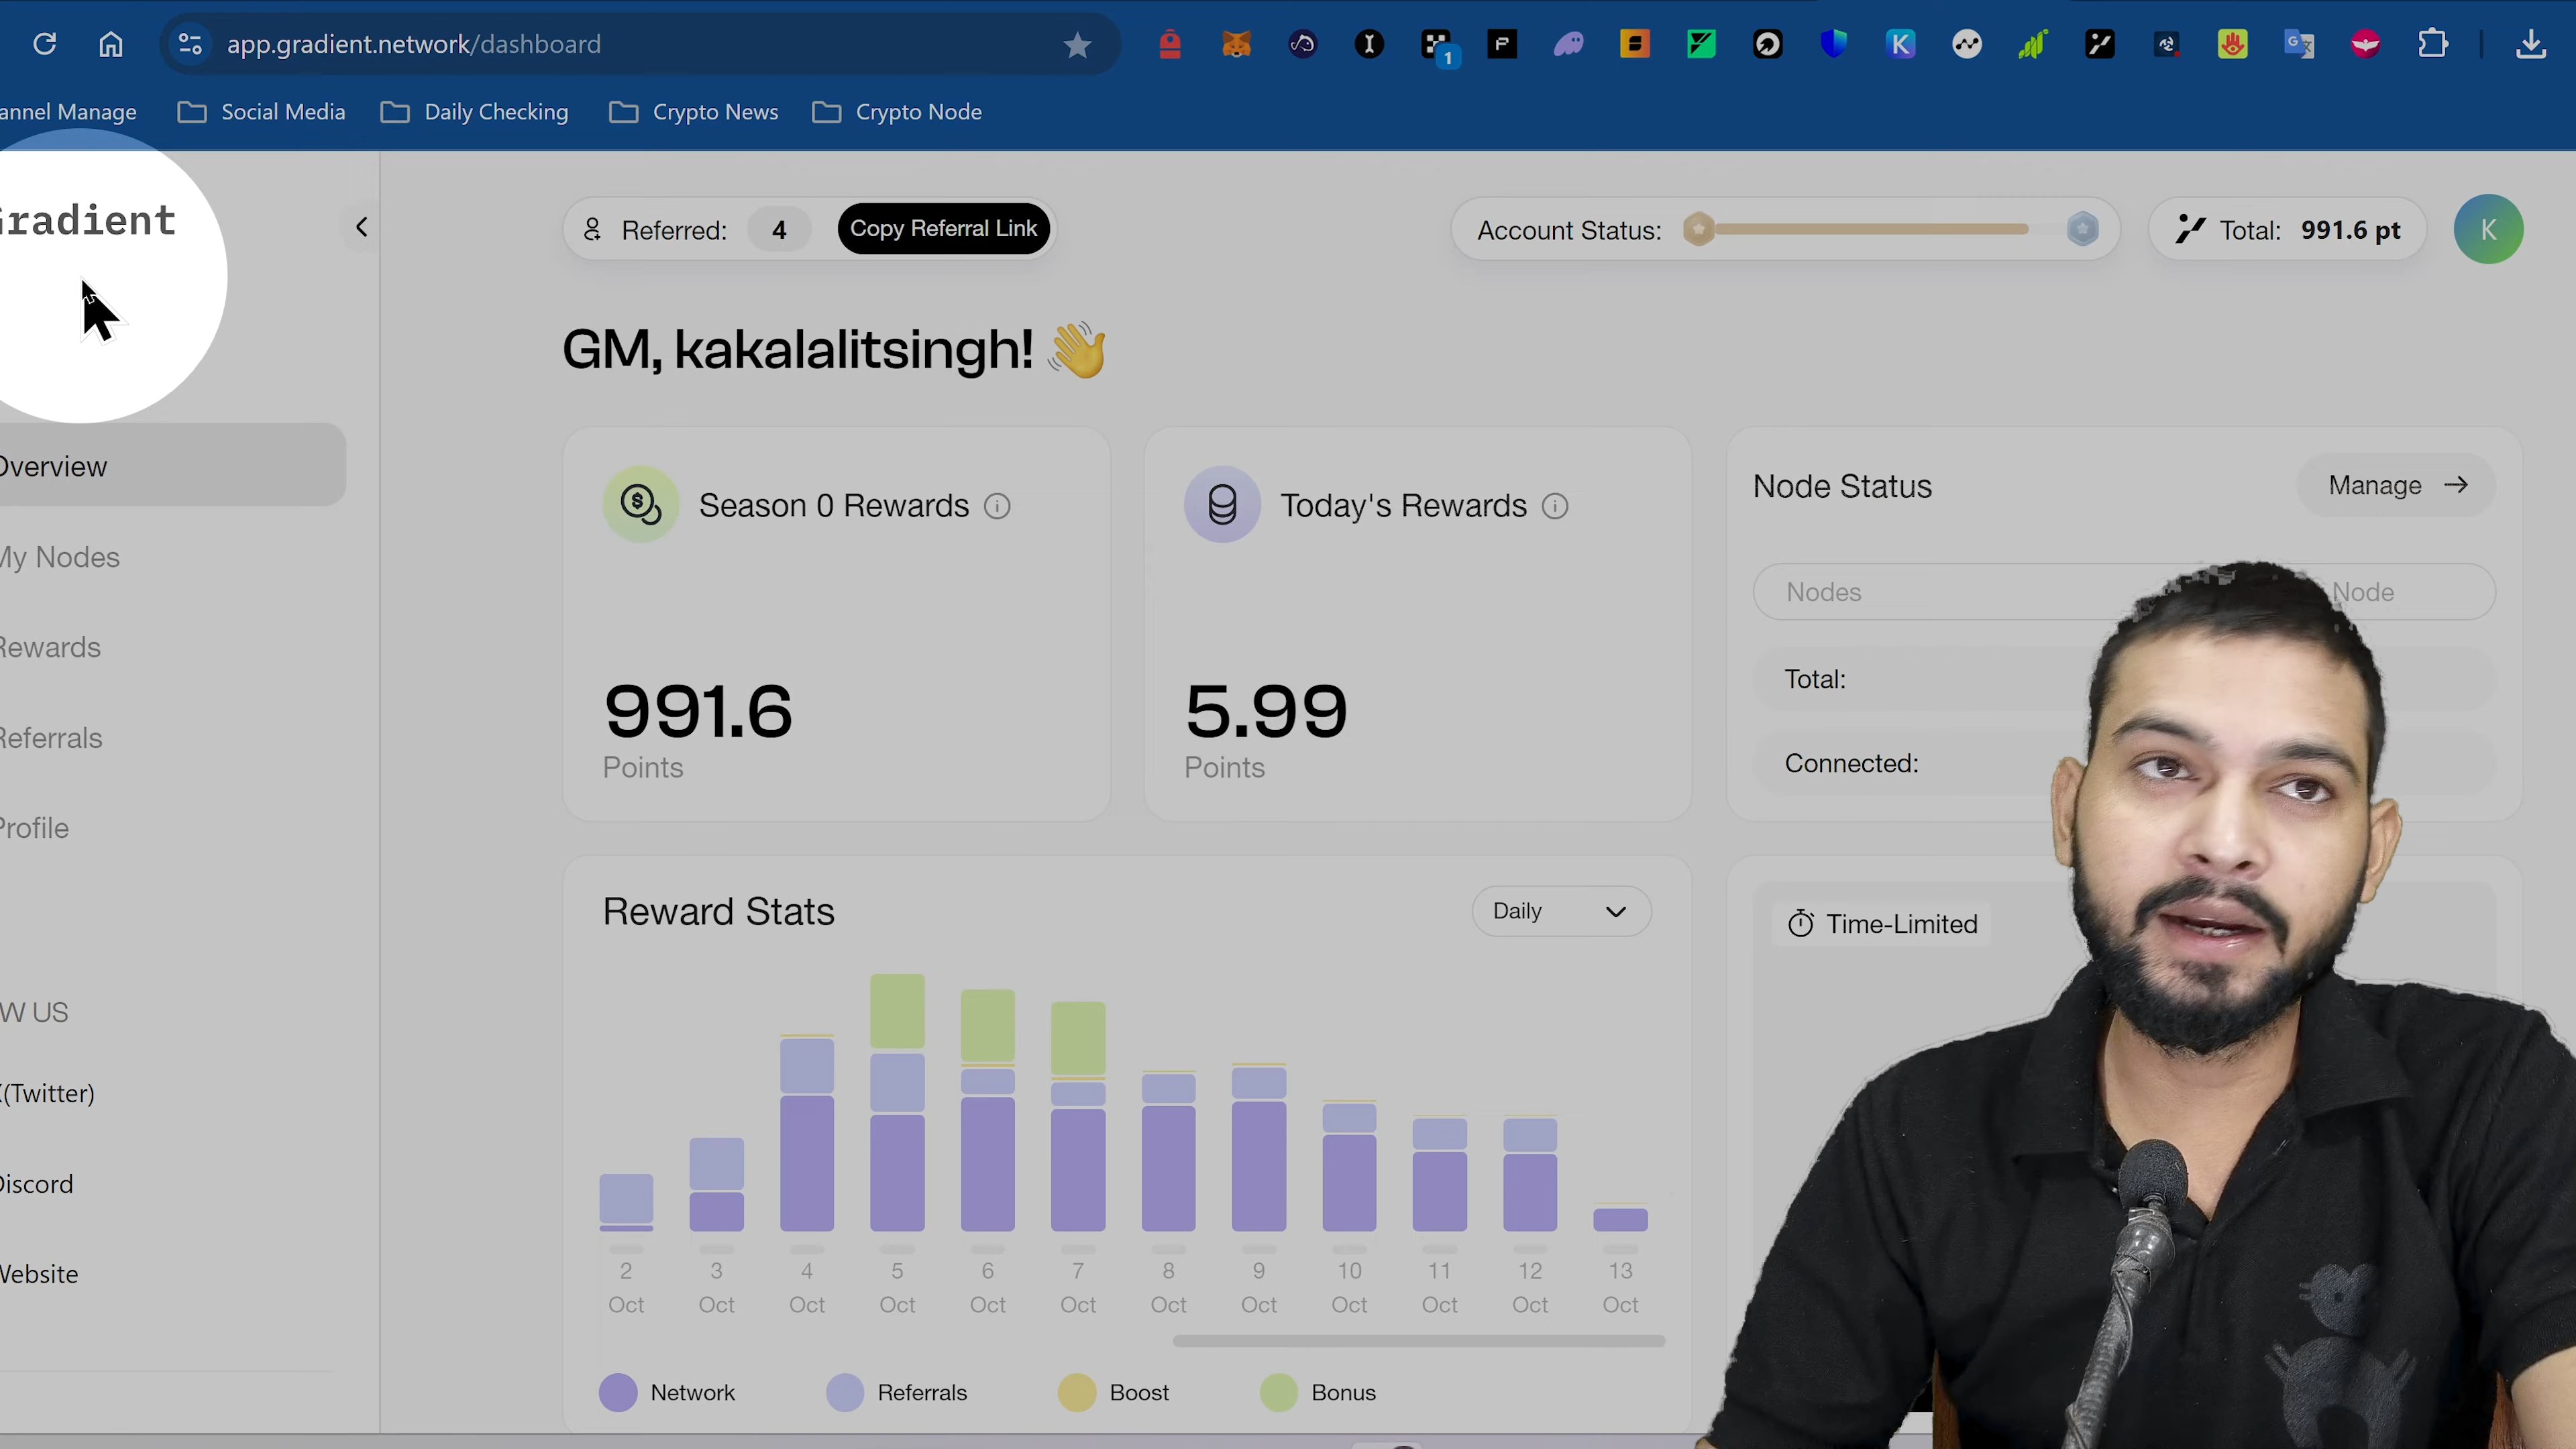 app.gradient.network/dashboard
1
annel Manage
Social Media
Daily Checking
Crypto News
Crypto Node
Gradient
Referred: 4
Copy Referral Link
Account Status:
Total: 991.6 pt
K
GM, kakalalitsingh! 👋
Overview
My Nodes
Rewards
Referrals
Profile
W US
X(Twitter)
Discord
Website
Season 0 Rewards
991.6
Points
Today's Rewards
5.99
Points
Node Status
Manage →
Nodes
Node
Total:
Connected:
Reward Stats
Daily
2 3 4 5 6 7 8 9 10 11 12 13
Oct Oct Oct Oct Oct Oct Oct Oct Oct Oct Oct Oct
Network Referrals Boost Bonus
Time-Limited